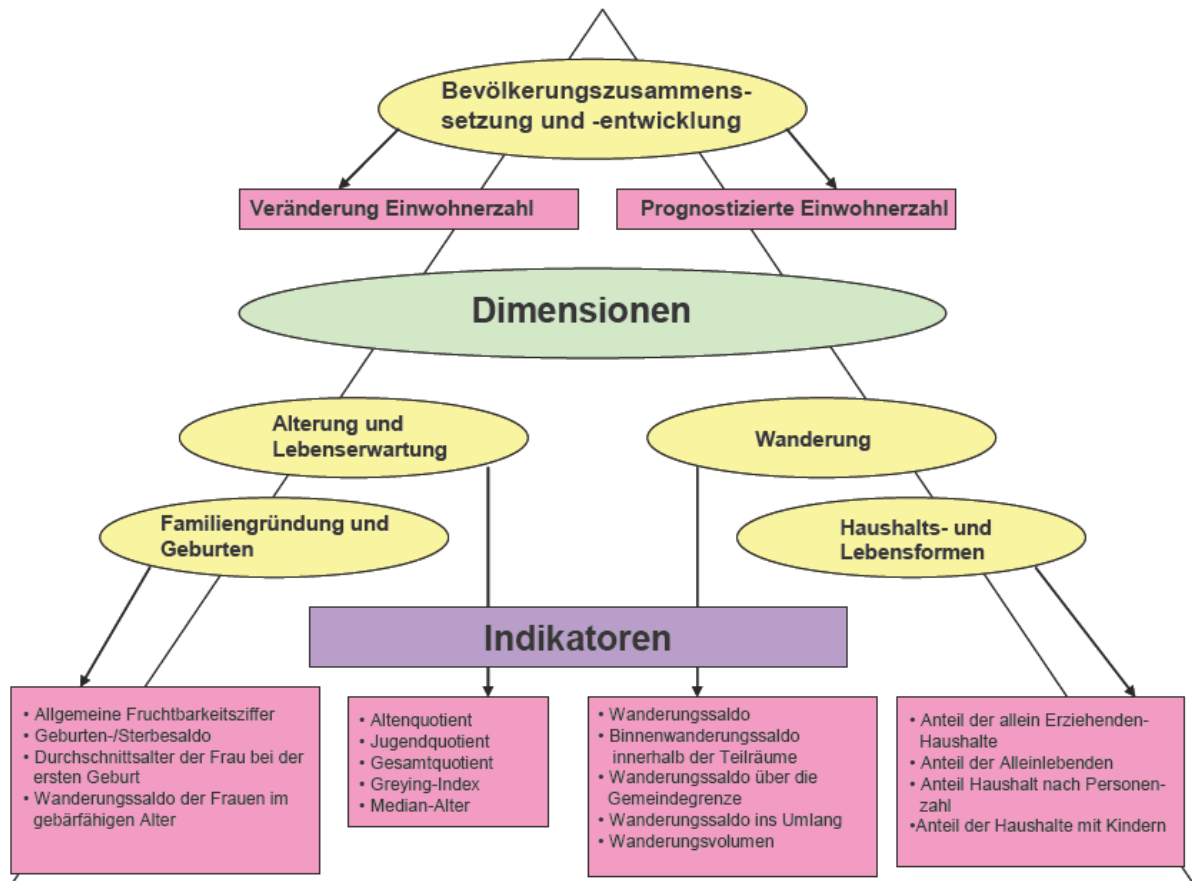 Bevölkerungszusammens-
setzung und -entwicklung
Veränderung Einwohnerzahl
Prognostizierte Einwohnerzahl
Dimensionen
Alterung und
Lebenserwartung
Wanderung
Familiengründung und
Geburten
Haushalts- und
Lebensformen
Indikatoren
• Allgemeine Fruchtbarkeitsziffer
• Geburten-/Sterbesaldo
• Durchschnittsalter der Frau bei der
ersten Geburt
• Wanderungssaldo der Frauen im
gebärfähigen Alter
• Altenquotient
• Jugendquotient
• Gesamtquotient
• Greying-Index
• Median-Alter
• Wanderungssaldo
• Binnenwanderungssaldo
innerhalb der Teilräume
• Wanderungssaldo über die
Gemeindegrenze
• Wanderungssaldo ins Umlang
• Wanderungsvolumen
• Anteil der allein Erziehenden-
Haushalte
• Anteil der Alleinlebenden
• Anteil Haushalt nach Personen-
zahl
•Anteil der Haushalte mit Kindern